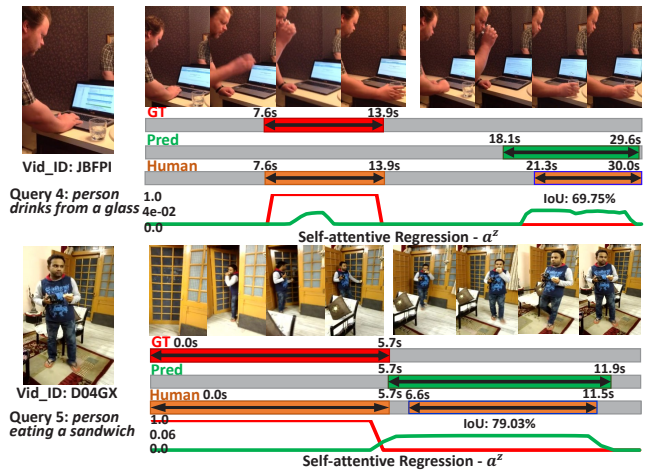 GT
7.6s 13.9s
Pred
18.1s 29.6s
Human
7.6s 13.9s 21.3s 30.0s
Vid_ID: JBFPI
Query 4: person
drinks from a glass
1.0
4e-02
0.0
IoU: 69.75%
Self-attentive Regression - a^z
GT 0.0s 5.7s
Pred
5.7s 11.9s
Human 0.0s 5.7s 6.6s 11.5s
Vid_ID: D04GX
Query 5: person
eating a sandwich
1.0
0.06
0.0
IoU: 79.03%
Self-attentive Regression - a^z